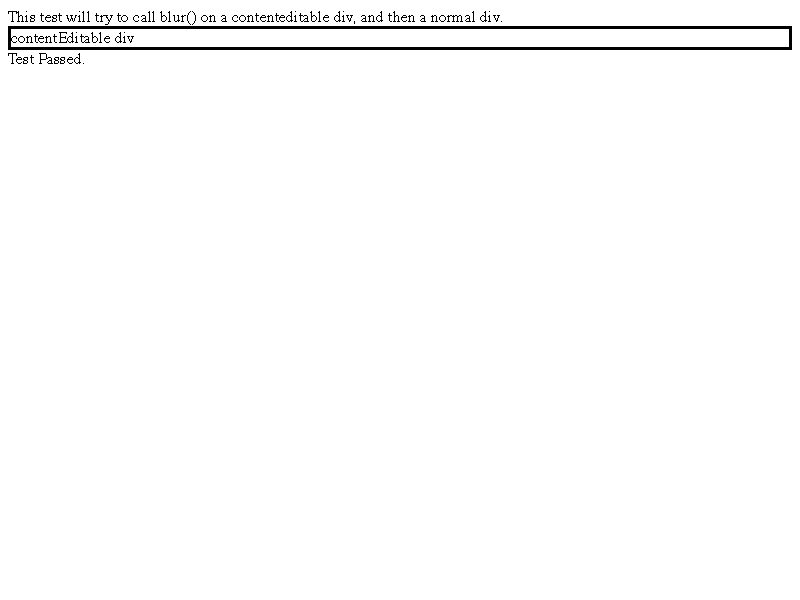 This test will try to call blur() on a contenteditable div, and then a normal div.
contentEditable div
Test Passed.